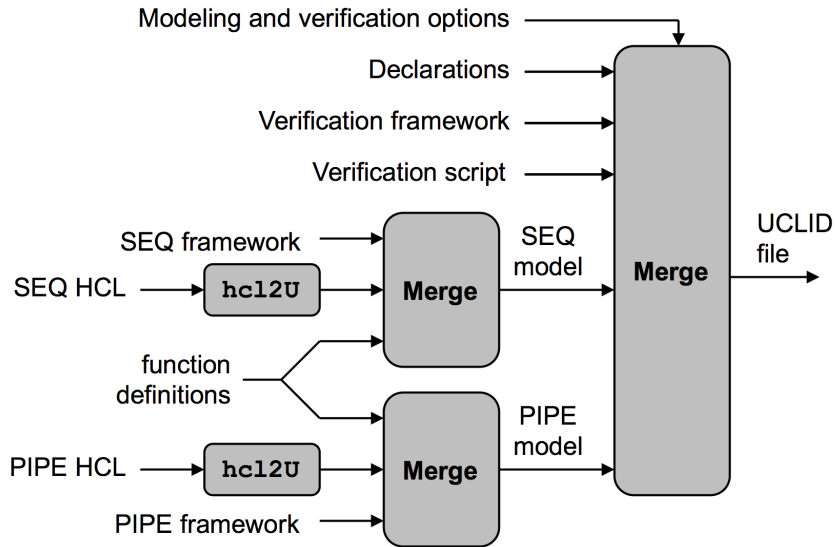 Modeling and verification options
Declarations
Verification framework
Verification script
SEQ framework
SEQ HCL
hcl2U
Merge
SEQ
model
Merge
UCLID
file
function
definitions
PIPE HCL
hcl2U
PIPE framework
Merge
PIPE
model